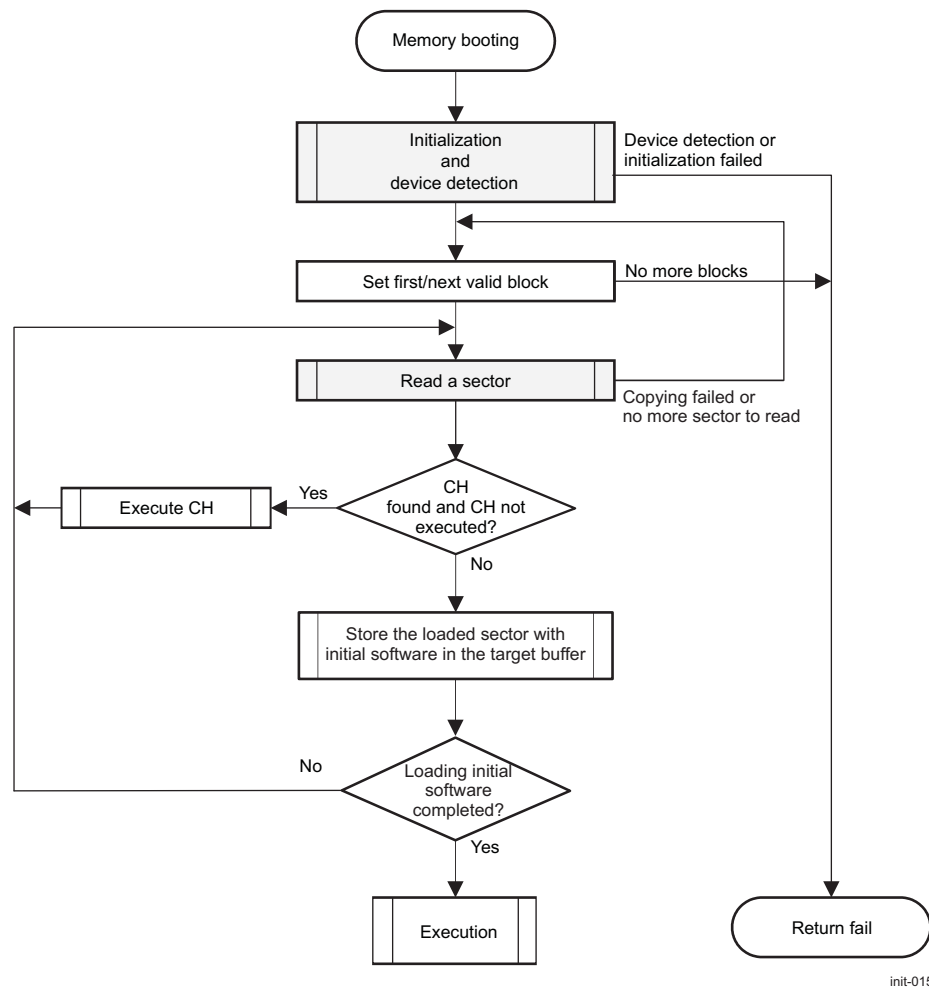 Memory booting
Initialization
and
device detection
Device detection or
initialization failed
Set first/next valid block
No more blocks
Read a sector
Copying failed or
no more sector to read
CH
found and CH not
executed?
Yes
Execute CH
No
Store the loaded sector with
initial software in the target buffer
No
Loading initial
software
completed?
Yes
Execution
Return fail
init-015